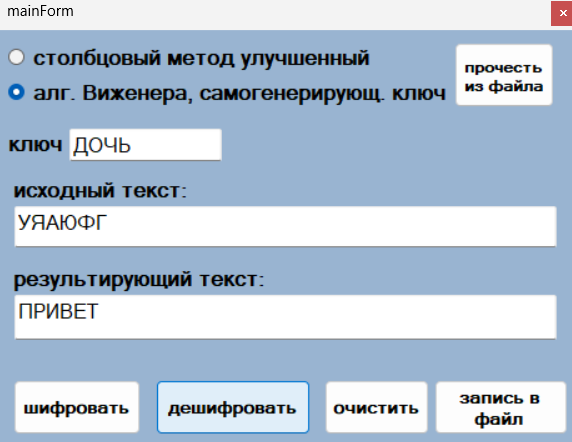 mainForm
столбцовый метод улучшенный
алг. Виженера, самогенерирующ. ключ
прочесть
из файла
ключ ДОЧЬ
исходный текст:
УЯАЮФГ
результирующий текст:
ПРИВЕТ
шифровать
дешифровать
очистить
запись в
файл